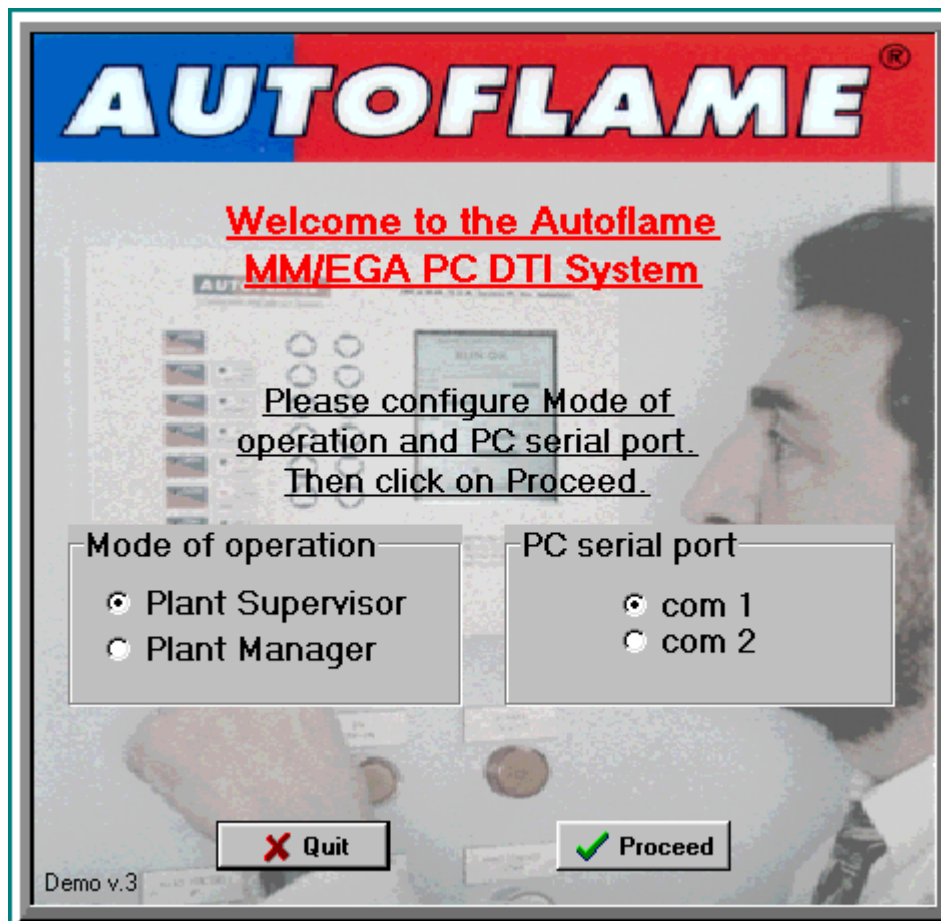 AUTOFLAME®
Welcome to the Autoflame
MM/EGA PC DTI System
AUTOFLAME
RUN
Please configure Mode of
operation and PC serial port.
Then click on Proceed.
Mode of operation
Plant Supervisor
Plant Manager
PC serial port
com 1
com 2
Quit
Proceed
Demo v.3